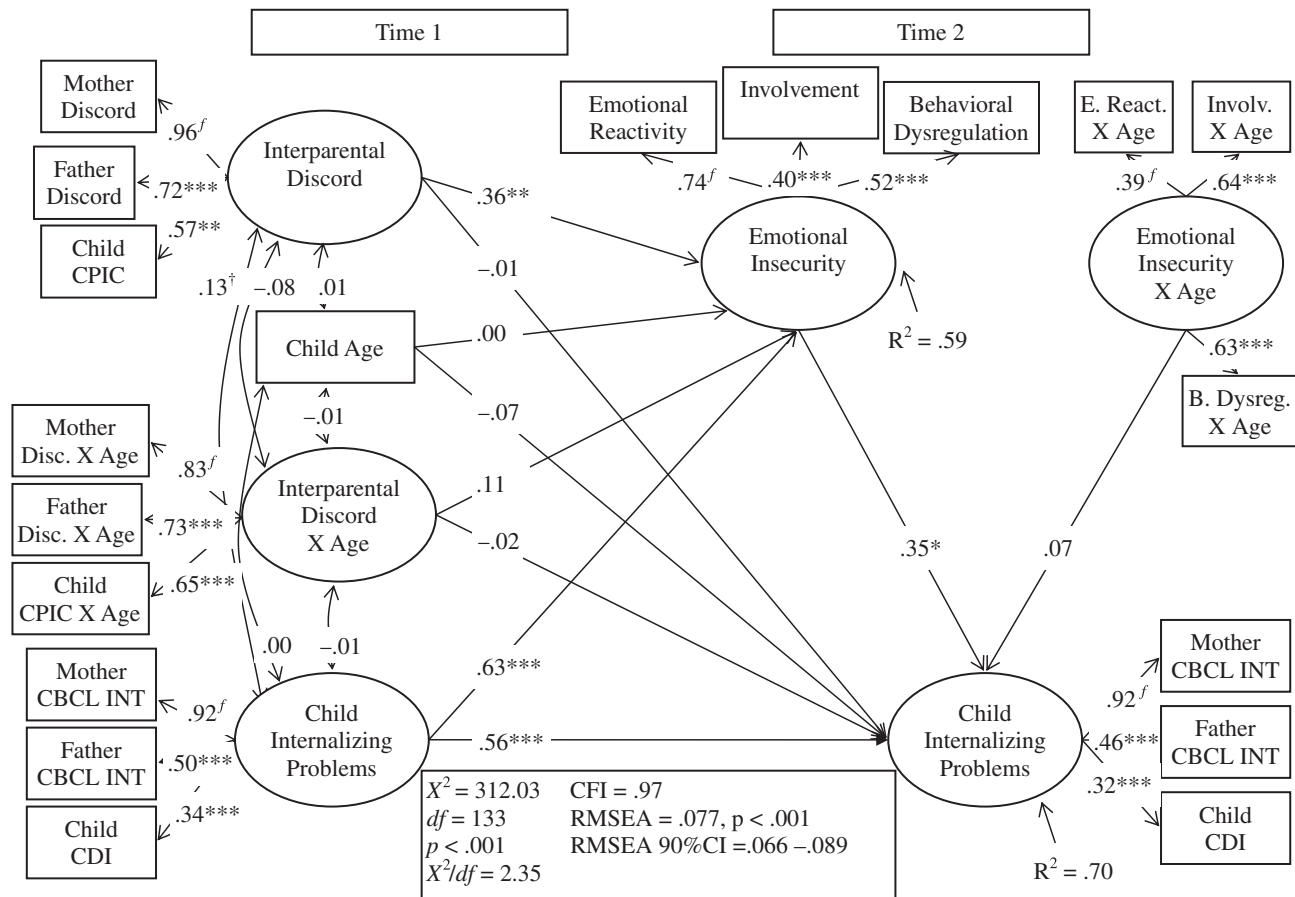 Time 1
Time 2
Mother
Discord
Father
Discord
Child
CPIC
.96f
.72***
.57**
Interparental
Discord
Emotional
Reactivity
Involvement
Behavioral
Dysregulation
.74f
.40***
.52***
E. React.
X Age
Involv.
X Age
.39f
.64***
Emotional
Insecurity
Emotional
Insecurity
X Age
.36**
–.01
.13†
–.08
.01
Child Age
.00
–.07
R2 = .59
.63***
B. Dysreg.
X Age
–.01
Mother
Disc. X Age
Father
Disc. X Age
Child
CPIC X Age
.83f
.73***
.65***
Interparental
Discord
X Age
.11
–.02
.35*
.07
.00
–.01
Mother
CBCL INT
Father
CBCL INT
Child
CDI
.92f
.50***
.34***
Child
Internalizing
Problems
.63***
.56***
Child
Internalizing
Problems
.92f
.46***
.32***
Mother
CBCL INT
Father
CBCL INT
Child
CDI
R2 = .70
X2 = 312.03 CFI = .97
df = 133 RMSEA = .077, p < .001
p < .001 RMSEA 90%CI =.066 –.089
X2/df = 2.35